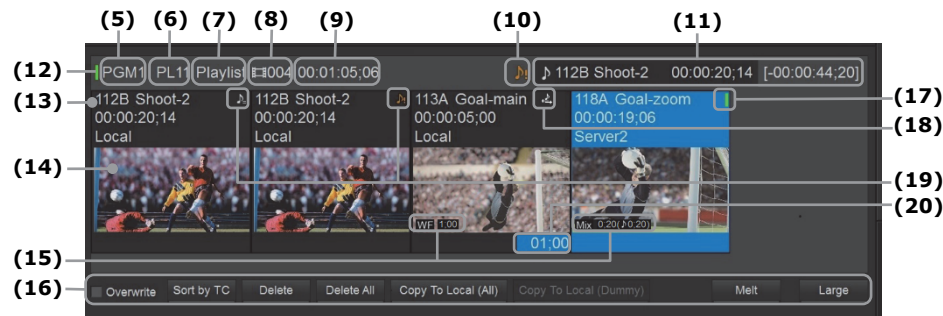 (5) (6) (7) (8) (9) (10) (11)
(12) PGM1 PL11 Playlist 004 00:01:05;06 ♪! ♪ 112B Shoot-2 00:00:20;14 [-00:00:44;20]
(13) 112B Shoot-2 112B Shoot-2 113A Goal-main 118A Goal-zoom (17)
00:00:20;14 00:00:20;14 00:00:05;00 00:00:19;06 (18)
Local Local Local Server2
(14) (19)
(20)
WF 1:00 Mix 0:20(♪0:20)
(15) 01;00
(16) Overwrite Sort by TC Delete Delete All Copy To Local (All) Copy To Local (Dummy) Melt Large